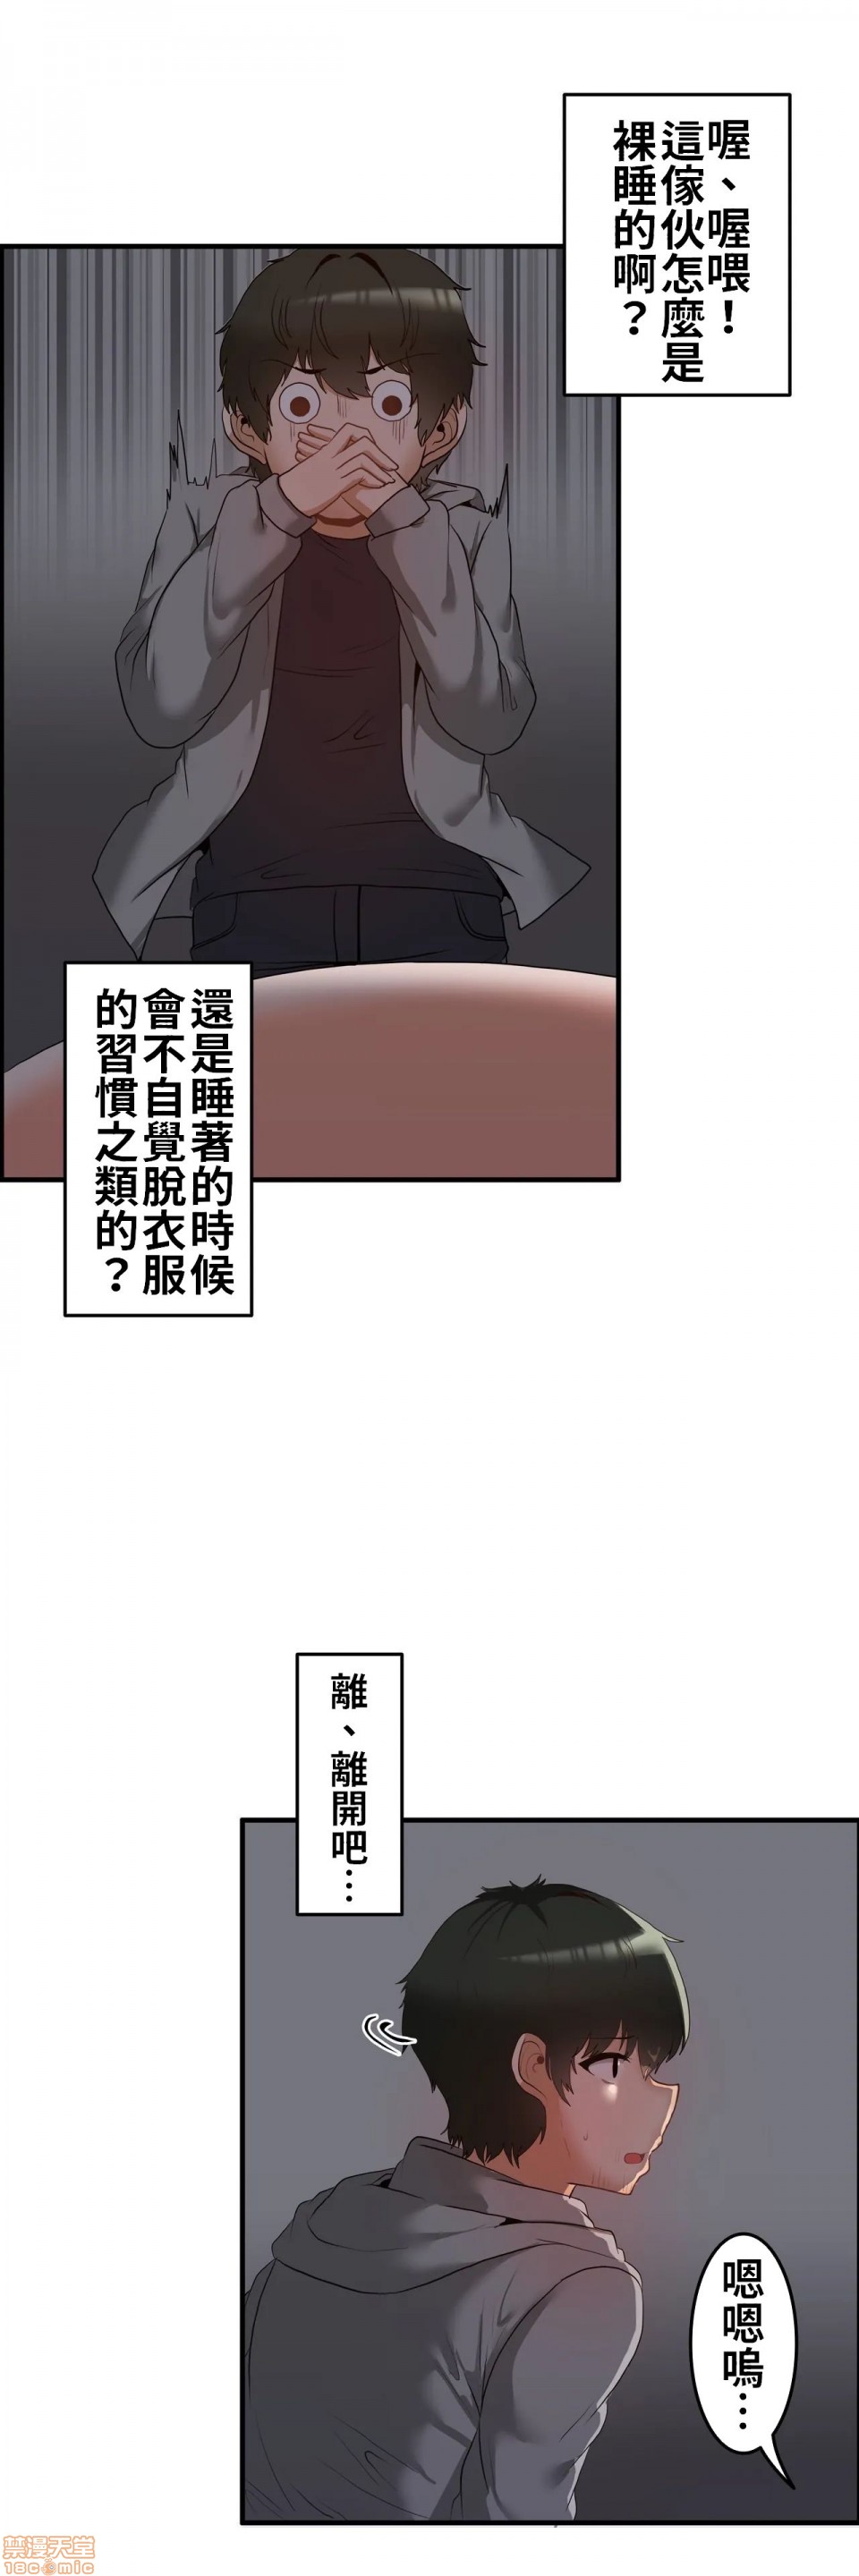 喔、喔喂！
這傢伙怎麼是
裸睡的啊？
還是睡著的時候
會不自覺脫衣服
的習慣之類的？
離、離開吧…
嗯嗯嗚…
禁漫天堂
18comic